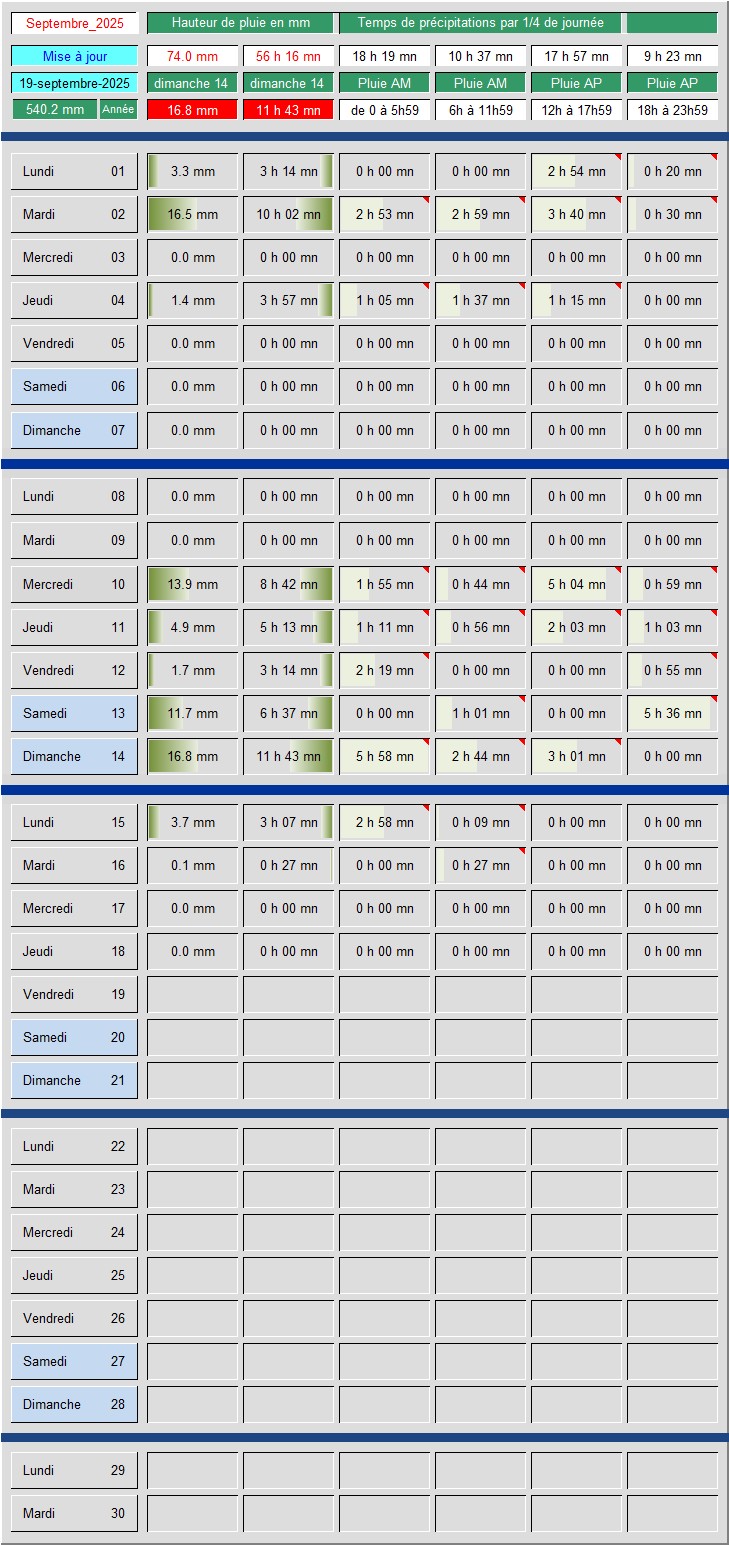 Septembre_2025 Hauteur de pluie en mm Temps de précipitations par 1/4 de journée
Mise à jour 74.0 mm 56 h 16 mn 18 h 19 mn 10 h 37 mn 17 h 57 mn 9 h 23 mn
19-septembre-2025 dimanche 14 dimanche 14 Pluie AM Pluie AM Pluie AP Pluie AP
540.2 mm Année 16.8 mm 11 h 43 mn de 0 à 5h59 6h à 11h59 12h à 17h59 18h à 23h59
Lundi 01 3.3 mm 3 h 14 mn 0 h 00 mn 0 h 00 mn 2 h 54 mn 0 h 20 mn
Mardi 02 16.5 mm 10 h 02 mn 2 h 53 mn 2 h 59 mn 3 h 40 mn 0 h 30 mn
Mercredi 03 0.0 mm 0 h 00 mn 0 h 00 mn 0 h 00 mn 0 h 00 mn 0 h 00 mn
Jeudi 04 1.4 mm 3 h 57 mn 1 h 05 mn 1 h 37 mn 1 h 15 mn 0 h 00 mn
Vendredi 05 0.0 mm 0 h 00 mn 0 h 00 mn 0 h 00 mn 0 h 00 mn 0 h 00 mn
Samedi 06 0.0 mm 0 h 00 mn 0 h 00 mn 0 h 00 mn 0 h 00 mn 0 h 00 mn
Dimanche 07 0.0 mm 0 h 00 mn 0 h 00 mn 0 h 00 mn 0 h 00 mn 0 h 00 mn
Lundi 08 0.0 mm 0 h 00 mn 0 h 00 mn 0 h 00 mn 0 h 00 mn 0 h 00 mn
Mardi 09 0.0 mm 0 h 00 mn 0 h 00 mn 0 h 00 mn 0 h 00 mn 0 h 00 mn
Mercredi 10 13.9 mm 8 h 42 mn 1 h 55 mn 0 h 44 mn 5 h 04 mn 0 h 59 mn
Jeudi 11 4.9 mm 5 h 13 mn 1 h 11 mn 0 h 56 mn 2 h 03 mn 1 h 03 mn
Vendredi 12 1.7 mm 3 h 14 mn 2 h 19 mn 0 h 00 mn 0 h 00 mn 0 h 55 mn
Samedi 13 11.7 mm 6 h 37 mn 0 h 00 mn 1 h 01 mn 0 h 00 mn 5 h 36 mn
Dimanche 14 16.8 mm 11 h 43 mn 5 h 58 mn 2 h 44 mn 3 h 01 mn 0 h 00 mn
Lundi 15 3.7 mm 3 h 07 mn 2 h 58 mn 0 h 09 mn 0 h 00 mn 0 h 00 mn
Mardi 16 0.1 mm 0 h 27 mn 0 h 00 mn 0 h 27 mn 0 h 00 mn 0 h 00 mn
Mercredi 17 0.0 mm 0 h 00 mn 0 h 00 mn 0 h 00 mn 0 h 00 mn 0 h 00 mn
Jeudi 18 0.0 mm 0 h 00 mn 0 h 00 mn 0 h 00 mn 0 h 00 mn 0 h 00 mn
Vendredi 19
Samedi 20
Dimanche 21
Lundi 22
Mardi 23
Mercredi 24
Jeudi 25
Vendredi 26
Samedi 27
Dimanche 28
Lundi 29
Mardi 30